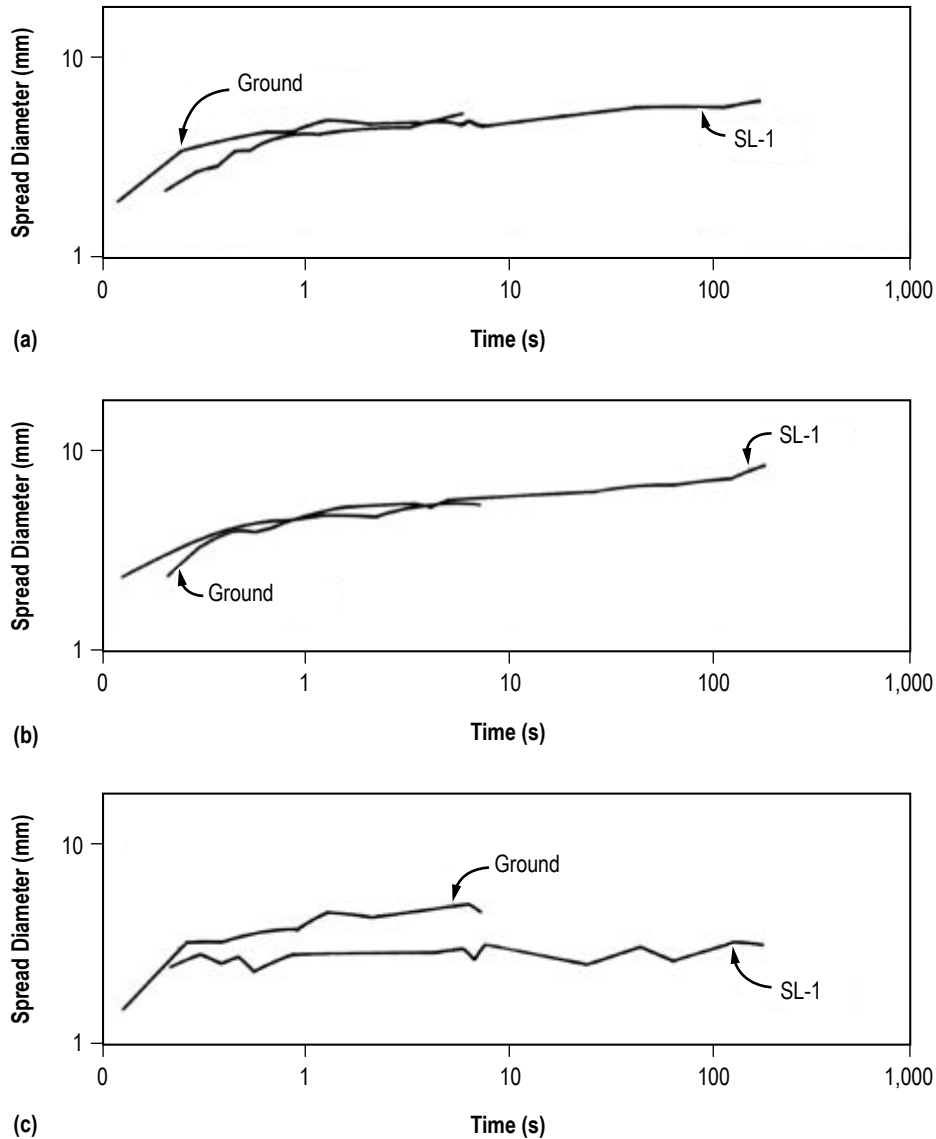 Spread Diameter (mm)
10
1
Ground
SL-1
0 1 10 100 1,000
(a)
Time (s)
Spread Diameter (mm)
10
1
SL-1
Ground
0 1 10 100 1,000
(b)
Time (s)
Spread Diameter (mm)
10
1
Ground
SL-1
0 1 10 100 1,000
(c)
Time (s)